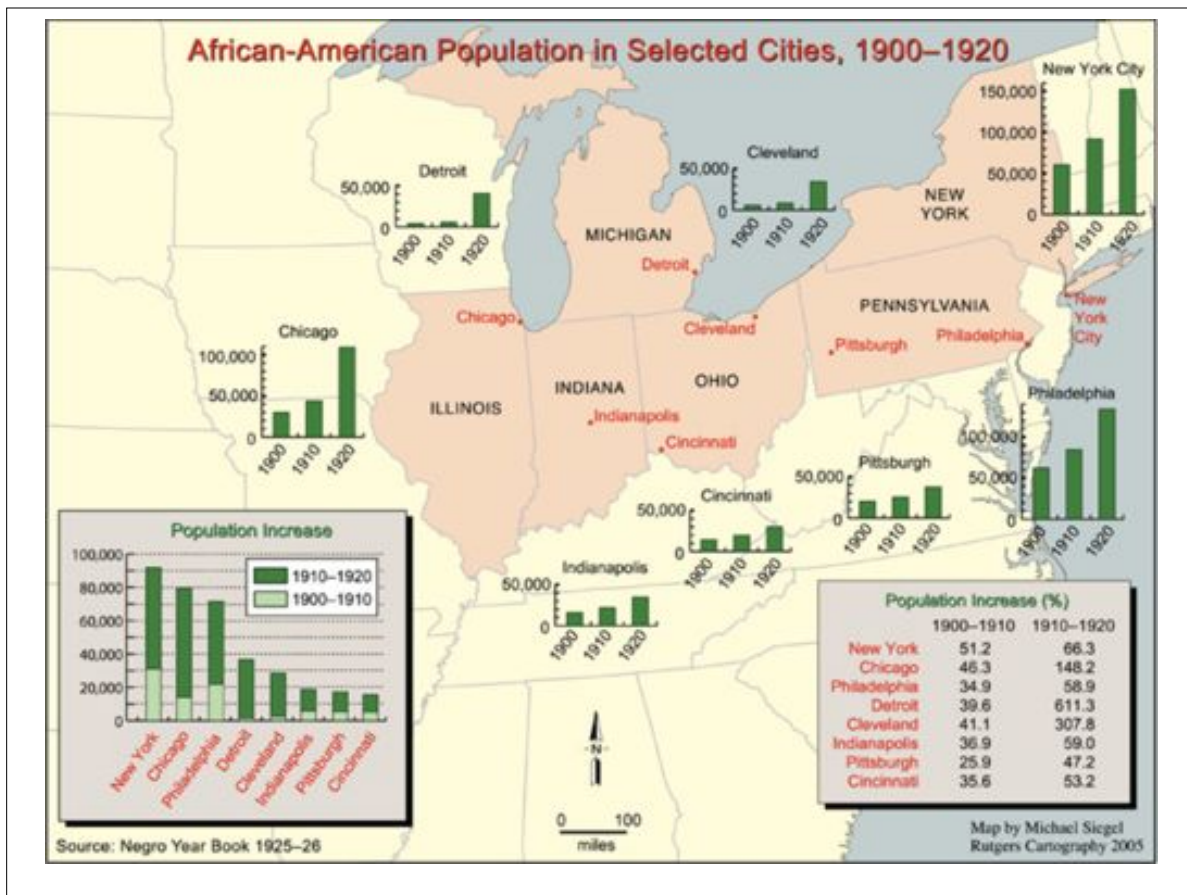 African-American Population in Selected Cities, 1900–1920
New York City
150,000
100,000
50,000
0
1900
1910
1920
Detroit
50,000
0
1900
1910
1920
Cleveland
50,000
0
1900
1910
1920
NEW
YORK
MICHIGAN
Detroit
Chicago
Cleveland
PENNSYLVANIA
Pittsburgh
Philadelphia
New
York
City
Chicago
100,000
50,000
0
1900
1910
1920
ILLINOIS
INDIANA
OHIO
Indianapolis
Cincinnati
Philadelphia
100,000
50,000
0
1900
1910
1920
Pittsburgh
50,000
0
1900
1910
1920
Cincinnati
50,000
0
1900
1910
1920
Indianapolis
50,000
0
1900
1910
1920
Population Increase
100,000
80,000
60,000
40,000
20,000
0
1910–1920
1900–1910
New York
Chicago
Philadelphia
Detroit
Cleveland
Indianapolis
Pittsburgh
Cincinnati
Population Increase (%)
1900–1910 1910–1920
New York 51.2 66.3
Chicago 46.3 148.2
Philadelphia 34.9 58.9
Detroit 39.6 611.3
Cleveland 41.1 307.8
Indianapolis 36.9 59.0
Pittsburgh 25.9 47.2
Cincinnati 35.6 53.2
N
0 100
miles
Source: Negro Year Book 1925–26
Map by Michael Siegel
Rutgers Cartography 2005